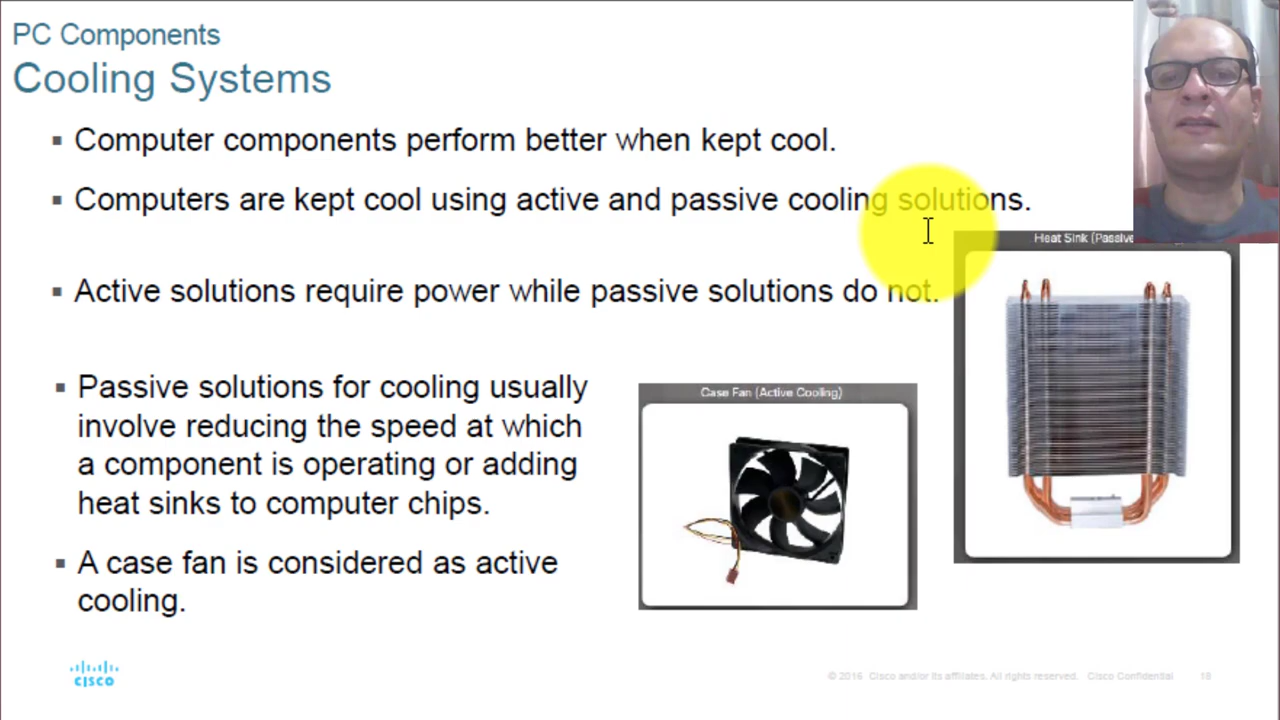 PC Components
Cooling Systems
▪ Computer components perform better when kept cool.
▪ Computers are kept cool using active and passive cooling solutions.
Heat Sink (Passive
▪ Active solutions require power while passive solutions do not.
▪ Passive solutions for cooling usually
involve reducing the speed at which
a component is operating or adding
heat sinks to computer chips.
Case Fan (Active Cooling)
▪ A case fan is considered as active
cooling.
CISCO
© 2016 Cisco and/or its affiliates. All rights reserved. Cisco Confidential